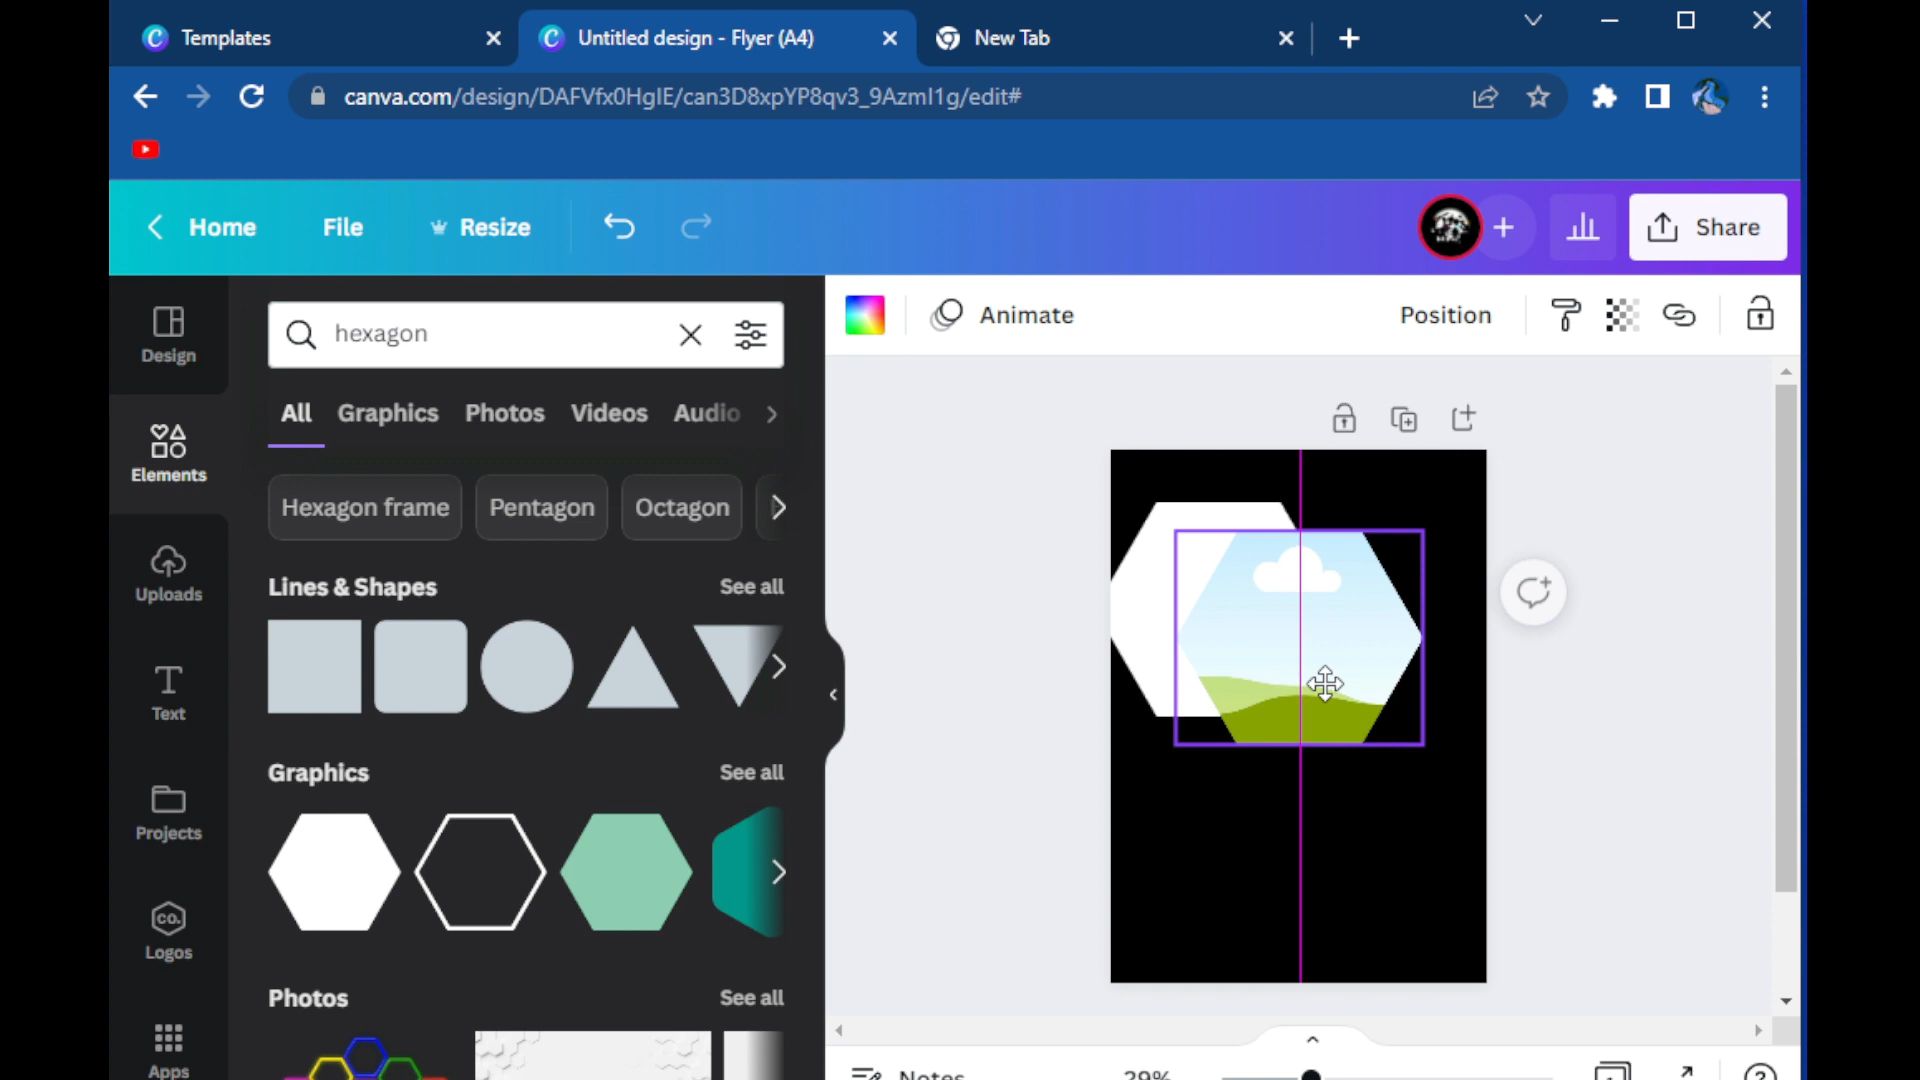 Templates
Untitled design - Flyer (A4)
New Tab
canva.com/design/DAFVfx0HgIE/can3D8xpYP8qv3_9Azml1g/edit#
Home
File
Resize
Share
Design
hexagon
Animate
Position
All
Graphics
Photos
Videos
Audio
Elements
Hexagon frame
Pentagon
Octagon
Uploads
Lines & Shapes
See all
Text
Graphics
See all
Projects
CO.
Logos
Photos
See all
Apps
Notes
29%